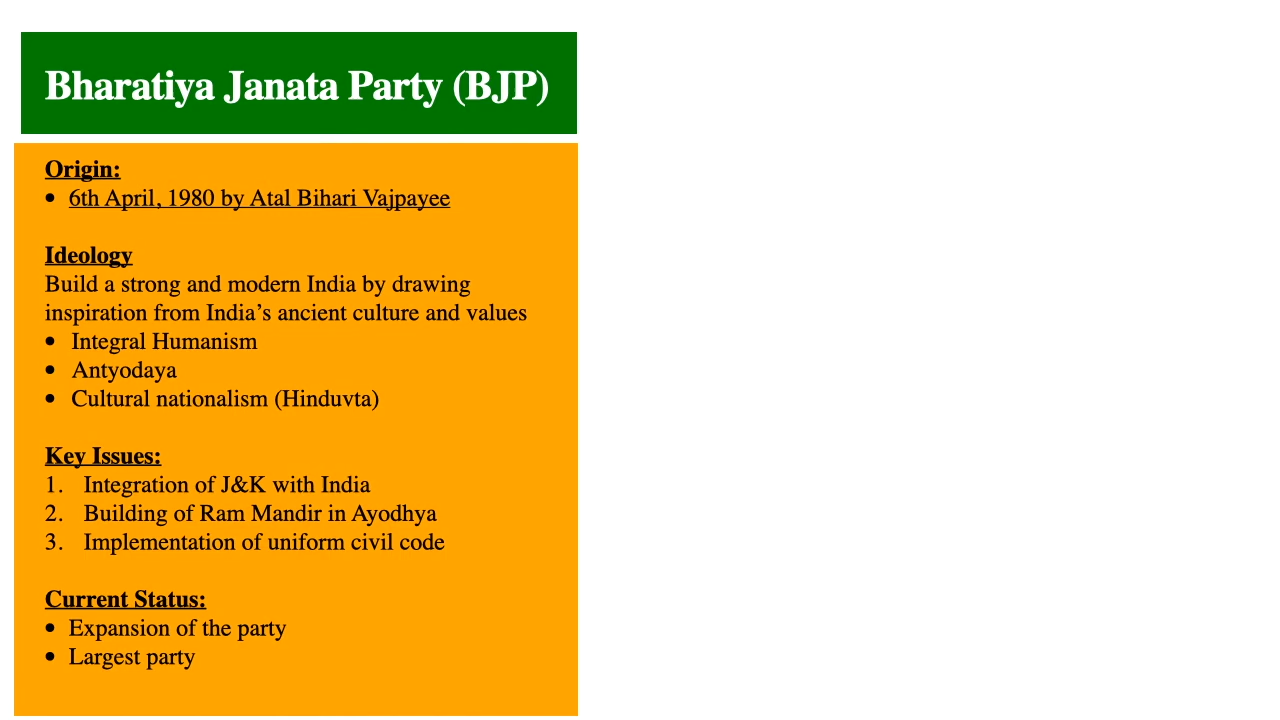 Bharatiya Janata Party (BJP)
Origin:
• 6th April, 1980 by Atal Bihari Vajpayee
Ideology
Build a strong and modern India by drawing
inspiration from India’s ancient culture and values
• Integral Humanism
• Antyodaya
• Cultural nationalism (Hinduvta)
Key Issues:
1. Integration of J&K with India
2. Building of Ram Mandir in Ayodhya
3. Implementation of uniform civil code
Current Status:
• Expansion of the party
• Largest party